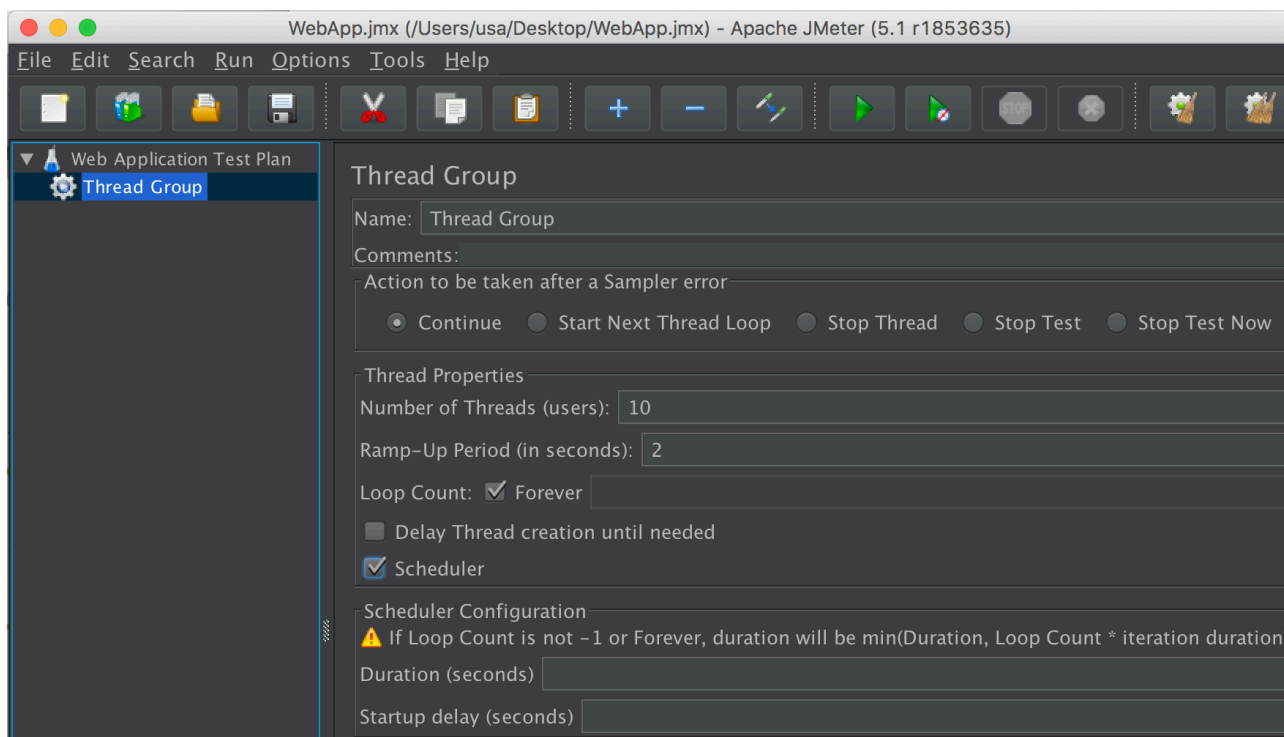 WebApp.jmx (/Users/usa/Desktop/WebApp.jmx) - Apache JMeter (5.1 r1853635)
File Edit Search Run Options Tools Help
STOP
Web Application Test Plan
Thread Group
Thread Group
Name: Thread Group
Comments:
Action to be taken after a Sampler error
Continue Start Next Thread Loop Stop Thread Stop Test Stop Test Now
Thread Properties
Number of Threads (users): 10
Ramp-Up Period (in seconds): 2
Loop Count: Forever
Delay Thread creation until needed
Scheduler
Scheduler Configuration
If Loop Count is not -1 or Forever, duration will be min(Duration, Loop Count * iteration duration
Duration (seconds)
Startup delay (seconds)